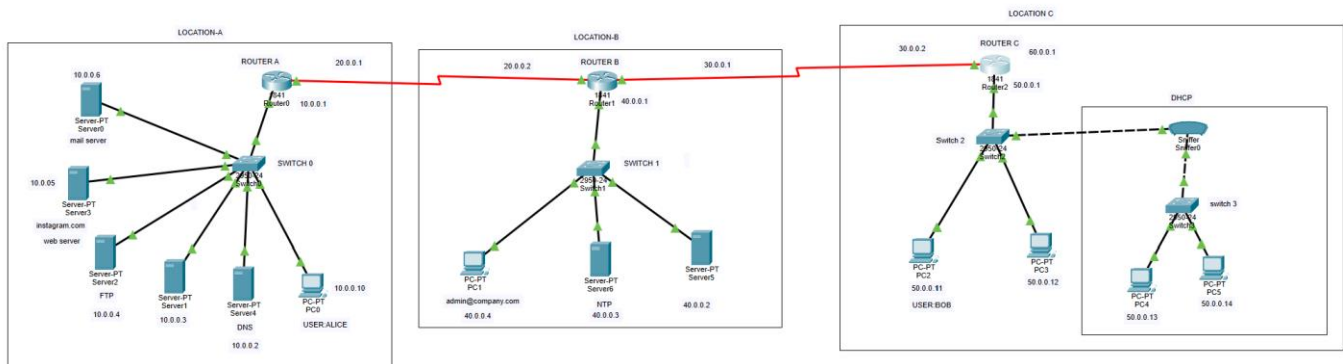 LOCATION-A
ROUTER A
20.0.0.1
1841
Router0
10.0.0.1
10.0.0.6
Server-PT
Server0
mail server
SWITCH 0
2950-24
10.0.05
Server-PT
Server3
instagram.com
web server
Server-PT
Server2
FTP
10.0.0.4
Server-PT
Server1
10.0.0.3
Server-PT
Server4
DNS
10.0.0.2
10.0.0.10
PC-PT
PC0
USER:ALICE
LOCATION-B
20.0.0.2
ROUTER B
30.0.0.1
1841
Router1
40.0.0.1
SWITCH 1
2950-24
Switch1
PC-PT
PC1
admin@company.com
40.0.0.4
Server-PT
Server6
NTP
40.0.0.3
Server-PT
Server5
40.0.0.2
LOCATION C
30.0.0.2
ROUTER C
60.0.0.1
1841
Router2
50.0.0.1
Switch 2
2950-24
Switch2
PC-PT
PC2
50.0.0.11
USER:BOB
PC-PT
PC3
50.0.0.12
DHCP
Sniffer
Sniffer0
switch 3
2950-24
PC-PT
PC4
50.0.0.13
PC-PT
PC5
50.0.0.14